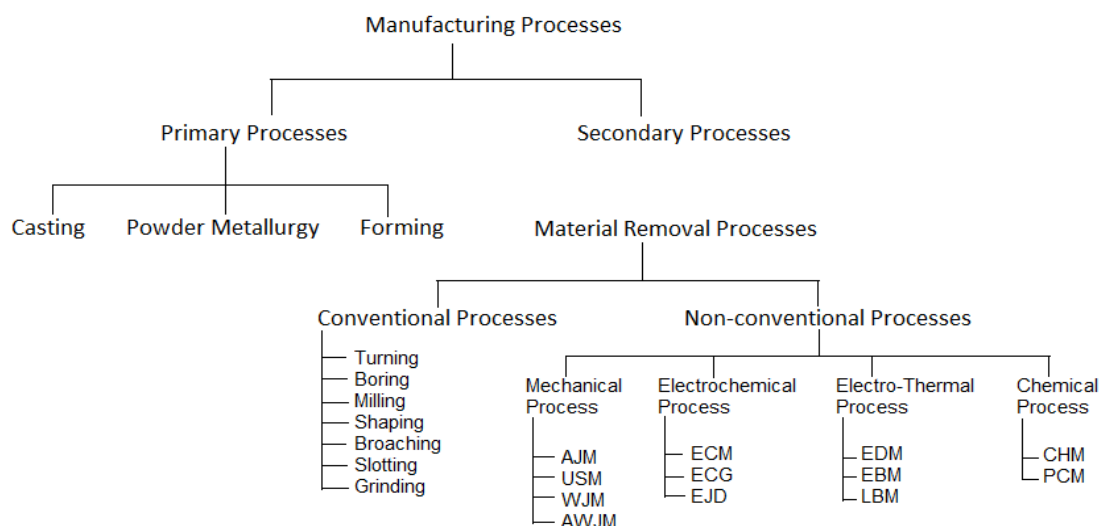 Manufacturing Processes
Primary Processes
Secondary Processes
Casting
Powder Metallurgy
Forming
Material Removal Processes
Conventional Processes
Non-conventional Processes
Turning
Boring
Milling
Shaping
Broaching
Slotting
Grinding
Mechanical
Process
AJM
USM
WJM
AWJM
Electrochemical
Process
ECM
ECG
EJD
Electro-Thermal
Process
EDM
EBM
LBM
Chemical
Process
CHM
PCM